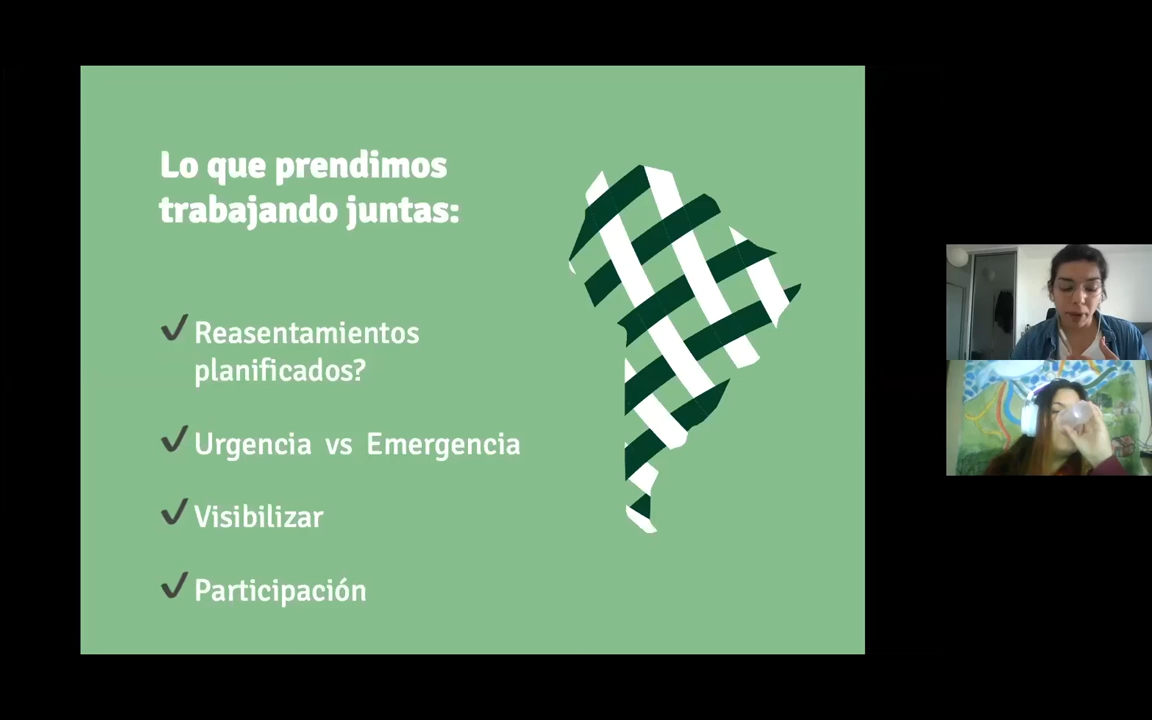 Lo que prendimos
trabajando juntas:
Reasentamientos
planificados?
Urgencia vs Emergencia
Visibilizar
Participación